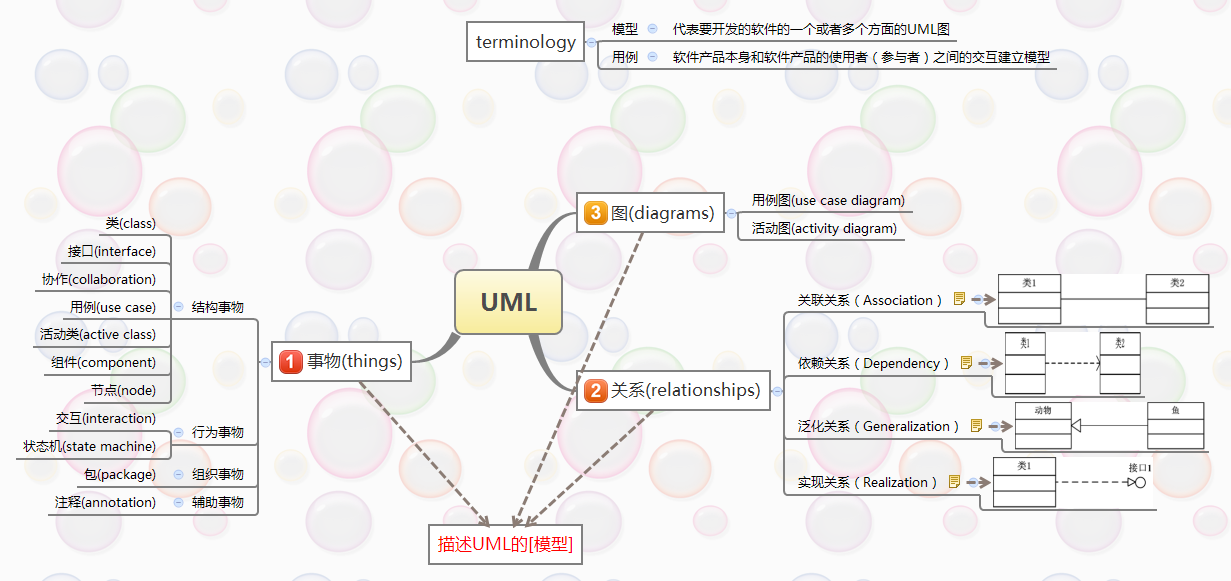 terminology
模型
代表要开发的软件的一个或者多个方面的UML图
用例
软件产品本身和软件产品的使用者（参与者）之间的交互建立模型
UML
1 事物(things)
结构事物
类(class)
接口(interface)
协作(collaboration)
用例(use case)
活动类(active class)
组件(component)
节点(node)
行为事物
交互(interaction)
状态机(state machine)
组织事物
包(package)
辅助事物
注释(annotation)
3 图(diagrams)
用例图(use case diagram)
活动图(activity diagram)
2 关系(relationships)
关联关系（Association）
类1
类2
依赖关系（Dependency）
类1
类2
泛化关系（Generalization）
动物
鱼
实现关系（Realization）
类1
接口1
描述UML的[模型]